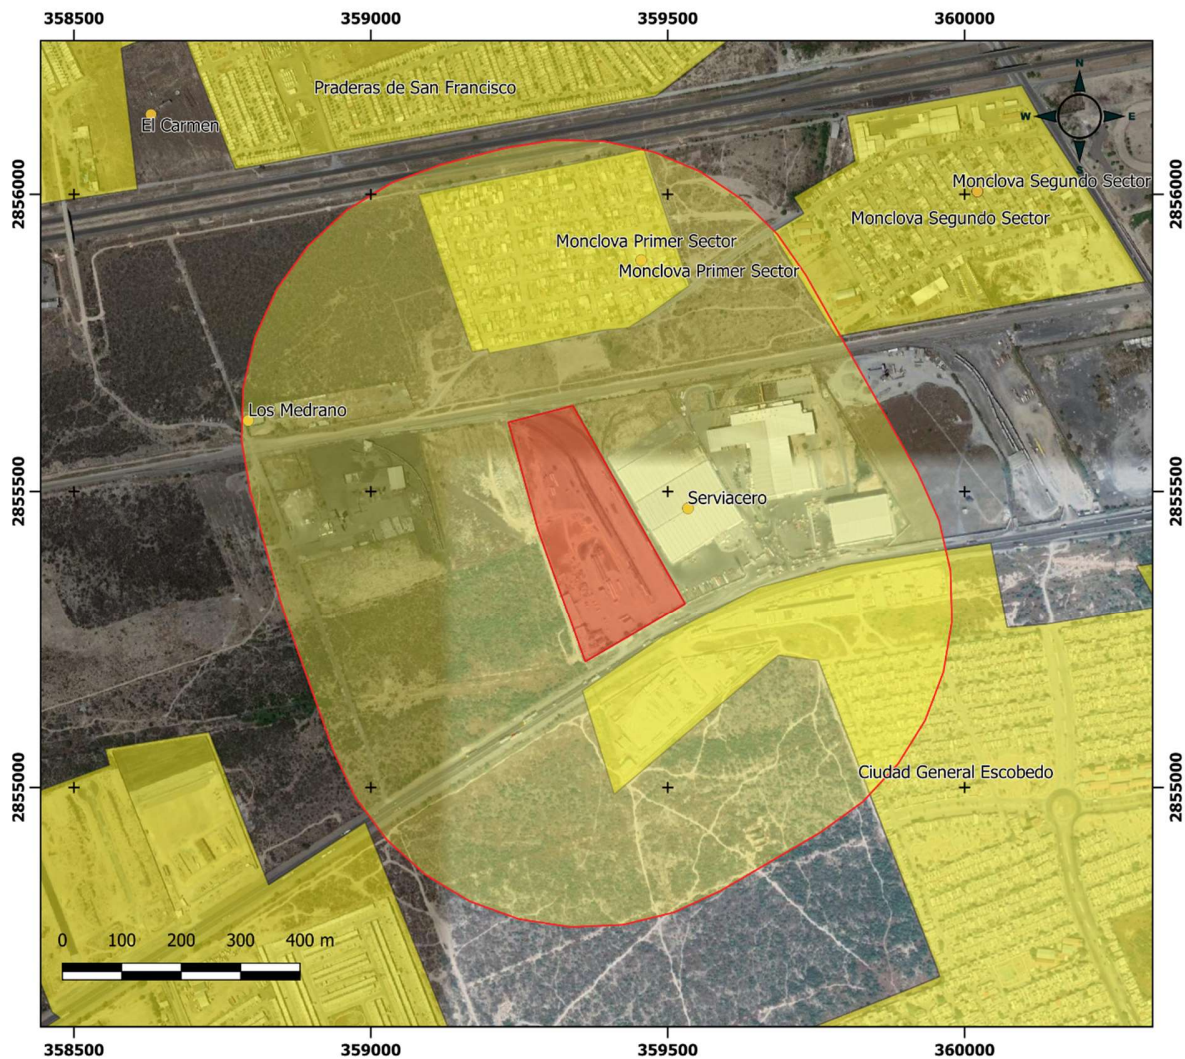 358500 359000 359500 360000
N
Praderas de San Francisco
W E
El Carmen
S
Monclova Segundo Sector
2856000 2856000
Monclova Segundo Sector
Monclova Primer Sector
Monclova Primer Sector
Los Medrano
2855500 2855500
Serviacero
Ciudad General Escobedo
2855000 2855000
0 100 200 300 400 m
358500 359000 359500 360000